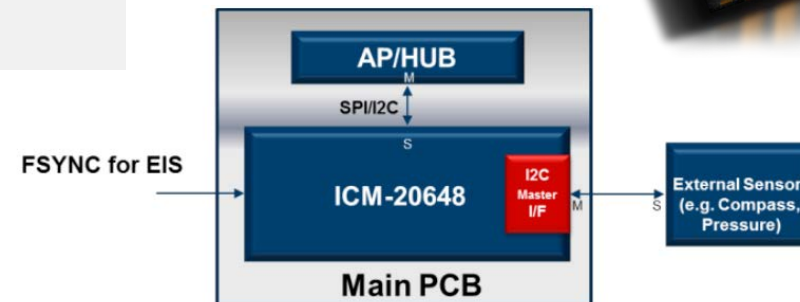 AP/HUB
M
SPI/I2C
S
FSYNC for EIS
ICM-20648
I2C
Master
I/F
M
S
External Sensor
(e.g. Compass,
Pressure)
Main PCB